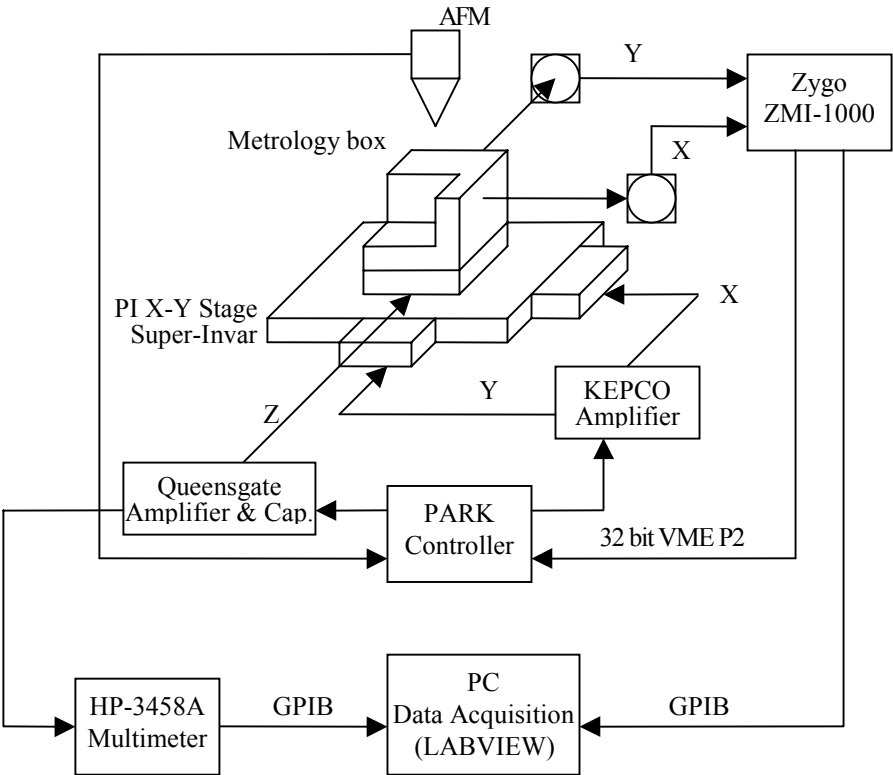 AFM
Y
Zygo
ZMI-1000
Metrology box
X
PI X-Y Stage
Super-Invar
X
Z
Y
KEPCO
Amplifier
Queensgate
Amplifier & Cap.
PARK
Controller
32 bit VME P2
HP-3458A
Multimeter
GPIB
PC
Data Acquisition
(LABVIEW)
GPIB